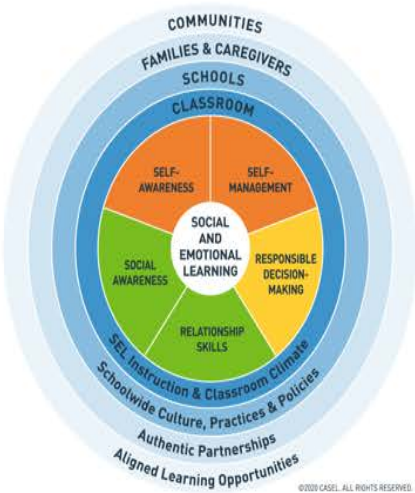 COMMUNITIES
FAMILIES & CAREGIVERS
SCHOOLS
CLASSROOM
SELF-
AWARENESS
SELF-
MANAGEMENT
SOCIAL
AND
EMOTIONAL
LEARNING
SOCIAL
AWARENESS
RESPONSIBLE
DECISION-
MAKING
RELATIONSHIP
SKILLS
SEL Instruction & Classroom Climate
Schoolwide Culture, Practices & Policies
Authentic Partnerships
Aligned Learning Opportunities
©2020 CASEL. ALL RIGHTS RESERVED.